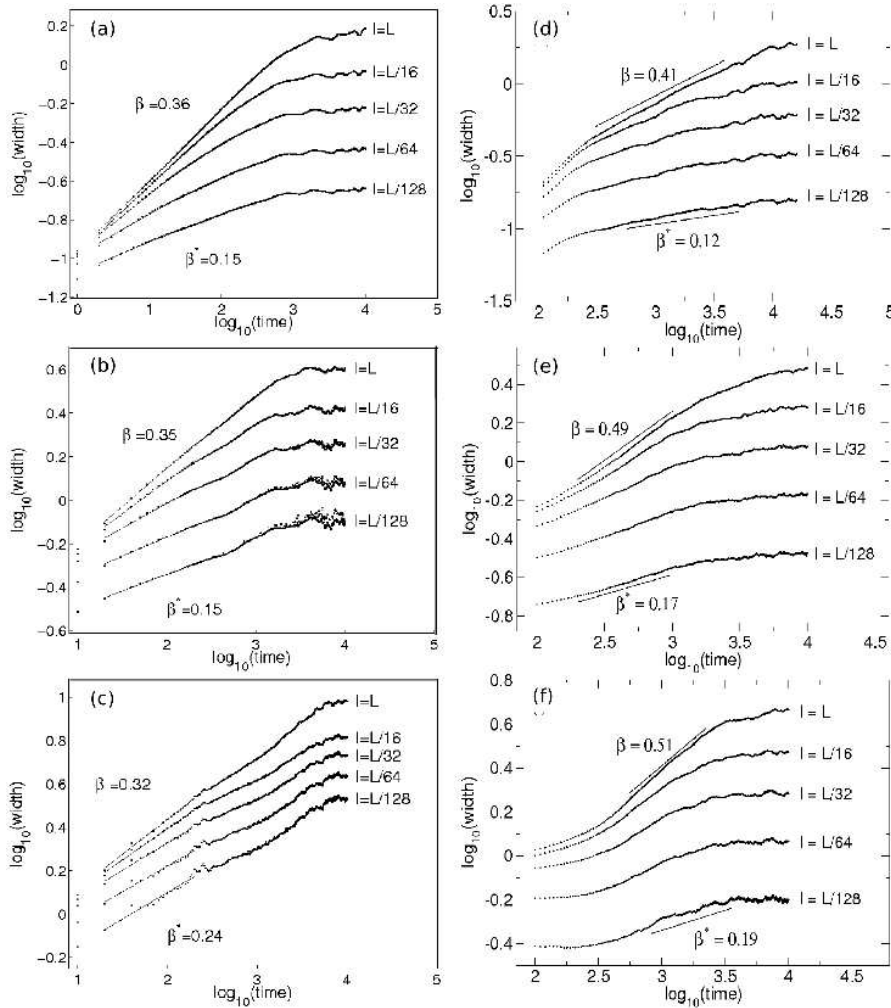 (a)
0.2
0
−0.2
−0.4
−0.6
−0.8
−1
−1.2
log10(width)
β=0.36
β*=0.15
l=L
l=L/16
l=L/32
l=L/64
l=L/128
0 1 2 3 4 5
log10(time)
(d)
0.5
0
-0.5
-1
-1.5
log10(width)
β = 0.41
β* = 0.12
l = L
l = L/16
l = L/32
l = L/64
l = L/128
2 2.5 3 3.5 4 4.5 5
log10(time)
(b)
0.6
0.4
0.2
0
−0.2
−0.4
−0.6
log10(width)
β=0.35
β*=0.15
l=L
l=L/16
l=L/32
l=L/64
l=L/128
1 2 3 4 5
log10(time)
(e)
0.4
0.2
0
-0.2
-0.4
-0.6
-0.8
log10(width)
β = 0.49
β* = 0.17
l = L
l = L/16
l = L/32
l = L/64
l = L/128
2 2.5 3 3.5 4 4.5
log10(time)
(c)
1
0.8
0.6
0.4
0.2
0
−0.2
log10(width)
β = 0.32
β*=0.24
l=L
l=L/16
l=L/32
l=L/64
l=L/128
1 2 3 4 5
log10(time)
(f)
0.8
0.6
0.4
0.2
0
-0.2
-0.4
log10(width)
β = 0.51
β* = 0.19
l = L
l = L/16
l = L/32
l = L/64
l = L/128
2 2.5 3 3.5 4 4.5
log10(time)